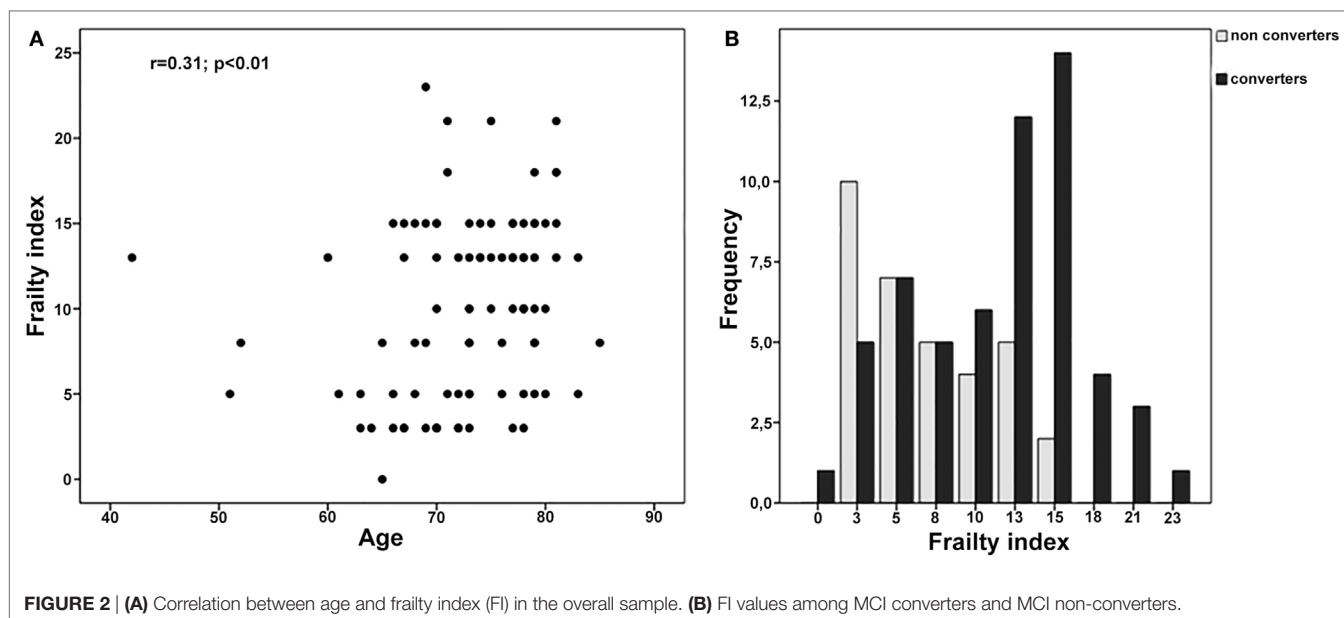 A
r=0.31; p<0.01
25
20
15
10
5
0
Frailty index
40 50 60 70 80 90
Age
B
non converters
converters
12,5
10,0
7,5
5,0
2,5
0,0
Frequency
0 3 5 8 10 13 15 18 21 23
Frailty index
FIGURE 2 | (A) Correlation between age and frailty index (FI) in the overall sample. (B) FI values among MCI converters and MCI non-converters.